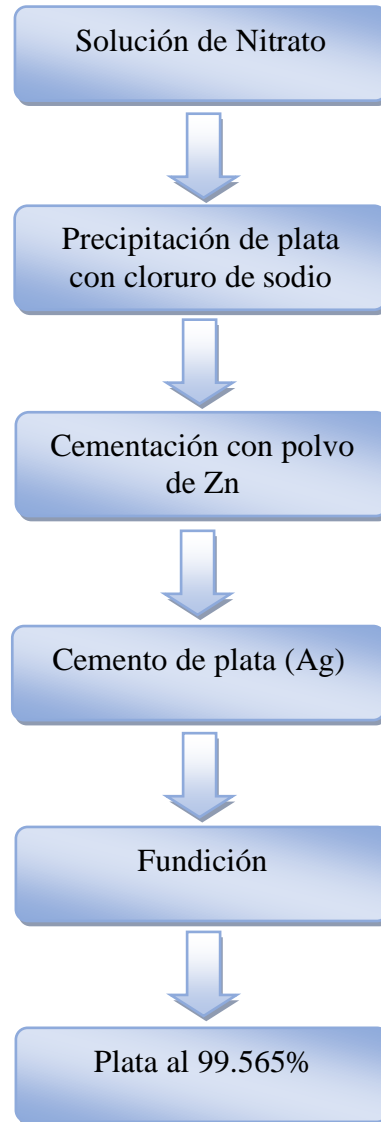 Solución de Nitrato
Precipitación de plata
con cloruro de sodio
Cementación con polvo
de Zn
Cemento de plata (Ag)
Fundición
Plata al 99.565%